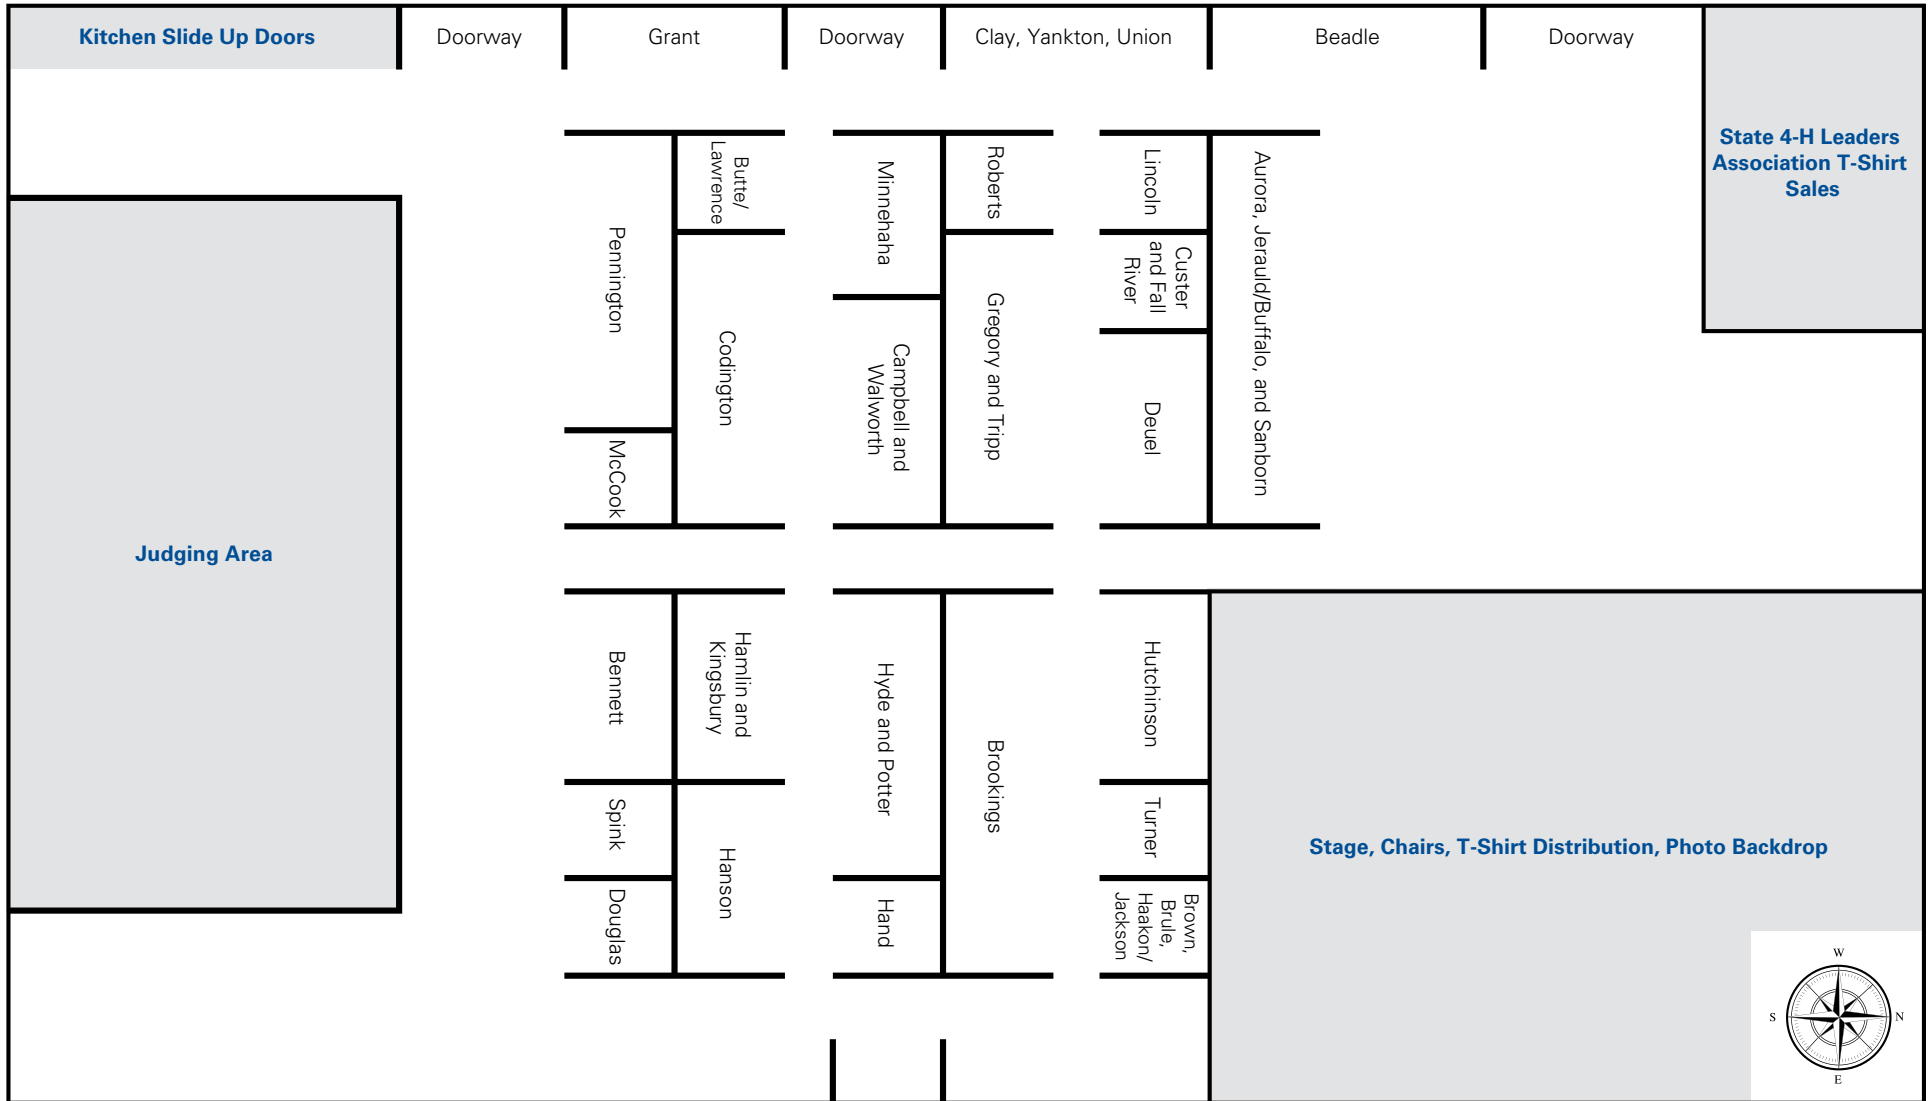 Kitchen Slide Up Doors
Doorway
Grant
Doorway
Clay, Yankton, Union
Beadle
Doorway
State 4-H Leaders
Association T-Shirt
Sales
Judging Area
Pennington
Butte/
Lawrence
Codington
McCook
Minnehaha
Campbell and
Walworth
Roberts
Gregory and Tripp
Lincoln
Custer
and Fall
River
Deuel
Aurora, Jerauld/Buffalo, and Sanborn
Bennett
Hamlin and
Kingsbury
Spink
Hanson
Douglas
Hyde and Potter
Hand
Brookings
Hutchinson
Turner
Brown,
Brule,
Haakon/
Jackson
Stage, Chairs, T-Shirt Distribution, Photo Backdrop
W
S
N
E